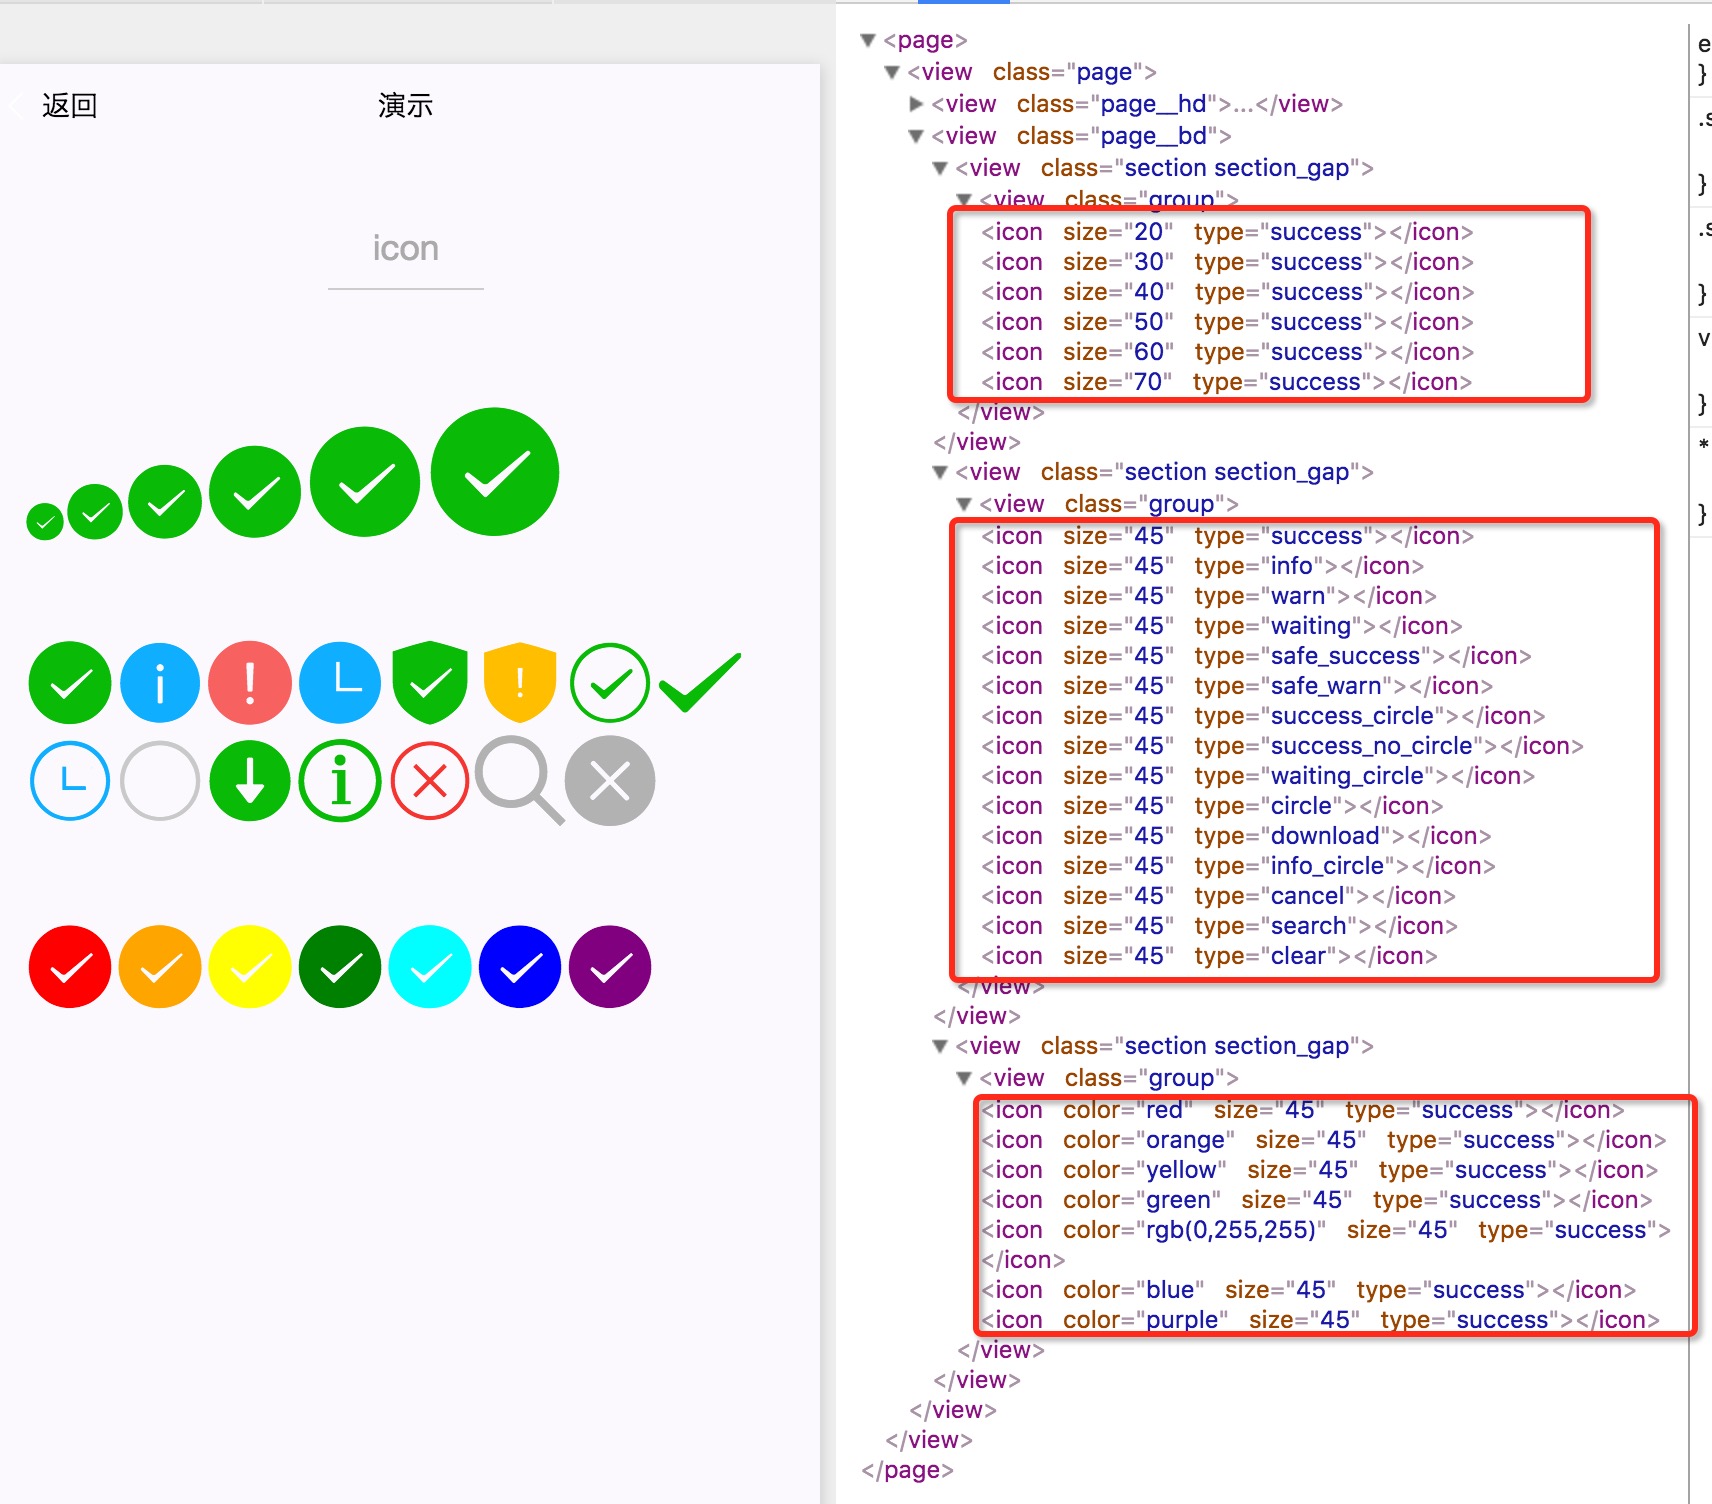 返回
演示
icon
<page>
<view class="page">
<view class="page__hd">...</view>
<view class="page__bd">
<view class="section section_gap">
<view class="group">
<icon size="20" type="success"></icon>
<icon size="30" type="success"></icon>
<icon size="40" type="success"></icon>
<icon size="50" type="success"></icon>
<icon size="60" type="success"></icon>
<icon size="70" type="success"></icon>
</view>
</view>
<view class="section section_gap">
<view class="group">
<icon size="45" type="success"></icon>
<icon size="45" type="info"></icon>
<icon size="45" type="warn"></icon>
<icon size="45" type="waiting"></icon>
<icon size="45" type="safe_success"></icon>
<icon size="45" type="safe_warn"></icon>
<icon size="45" type="success_circle"></icon>
<icon size="45" type="success_no_circle"></icon>
<icon size="45" type="waiting_circle"></icon>
<icon size="45" type="circle"></icon>
<icon size="45" type="download"></icon>
<icon size="45" type="info_circle"></icon>
<icon size="45" type="cancel"></icon>
<icon size="45" type="search"></icon>
<icon size="45" type="clear"></icon>
</view>
</view>
<view class="section section_gap">
<view class="group">
<icon color="red" size="45" type="success"></icon>
<icon color="orange" size="45" type="success"></icon>
<icon color="yellow" size="45" type="success"></icon>
<icon color="green" size="45" type="success"></icon>
<icon color="rgb(0,255,255)" size="45" type="success">
</icon>
<icon color="blue" size="45" type="success"></icon>
<icon color="purple" size="45" type="success"></icon>
</view>
</view>
</view>
</view>
</page>
e
}
.s
}
.s
}
v
}
*
}